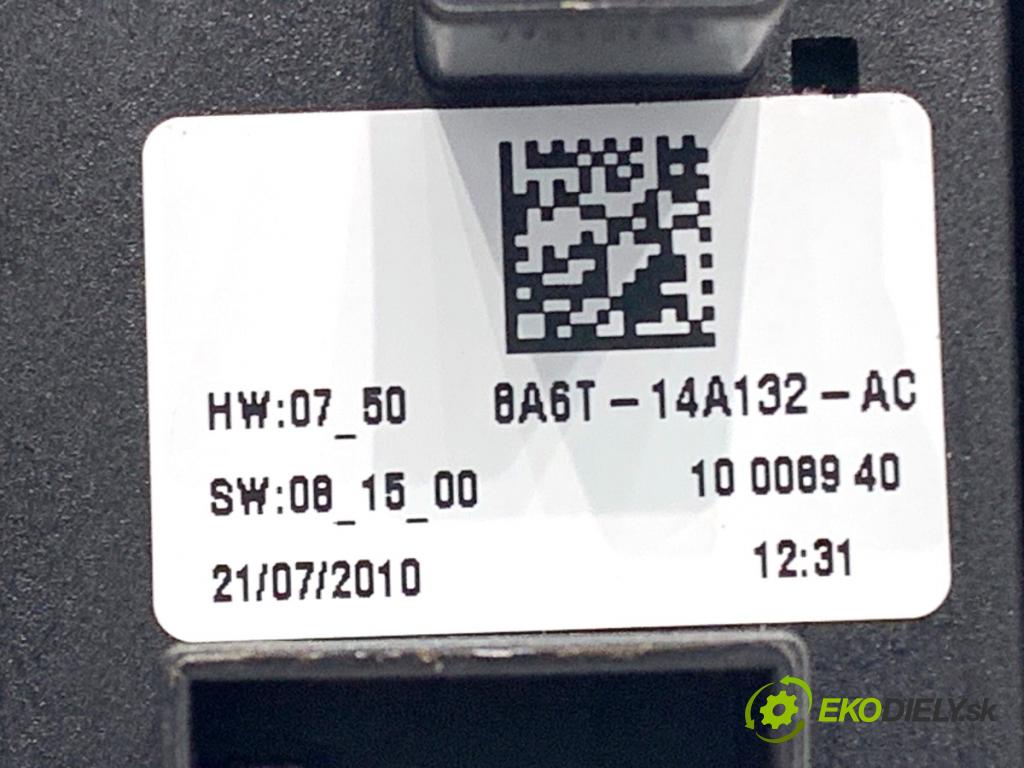 HW:07_50 8A6T-14A132-AC
SW:08_15_00 10 0089 40
21/07/2010 12:31
EKODIELY.sk